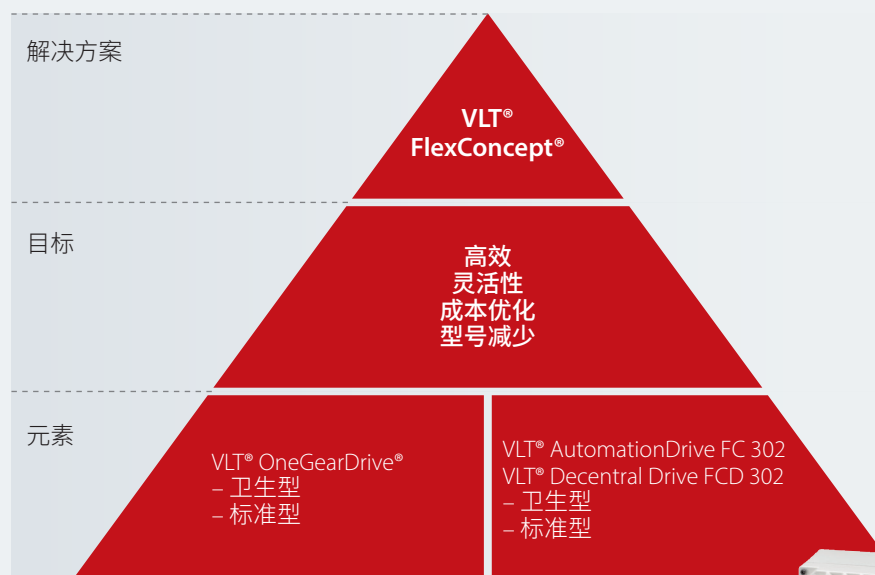 解决方案
VLT®
FlexConcept®
目标
高效
灵活性
成本优化
型号减少
元素
VLT® OneGearDrive®
– 卫生型
– 标准型
VLT® AutomationDrive FC 302
VLT® Decentral Drive FCD 302
– 卫生型
– 标准型